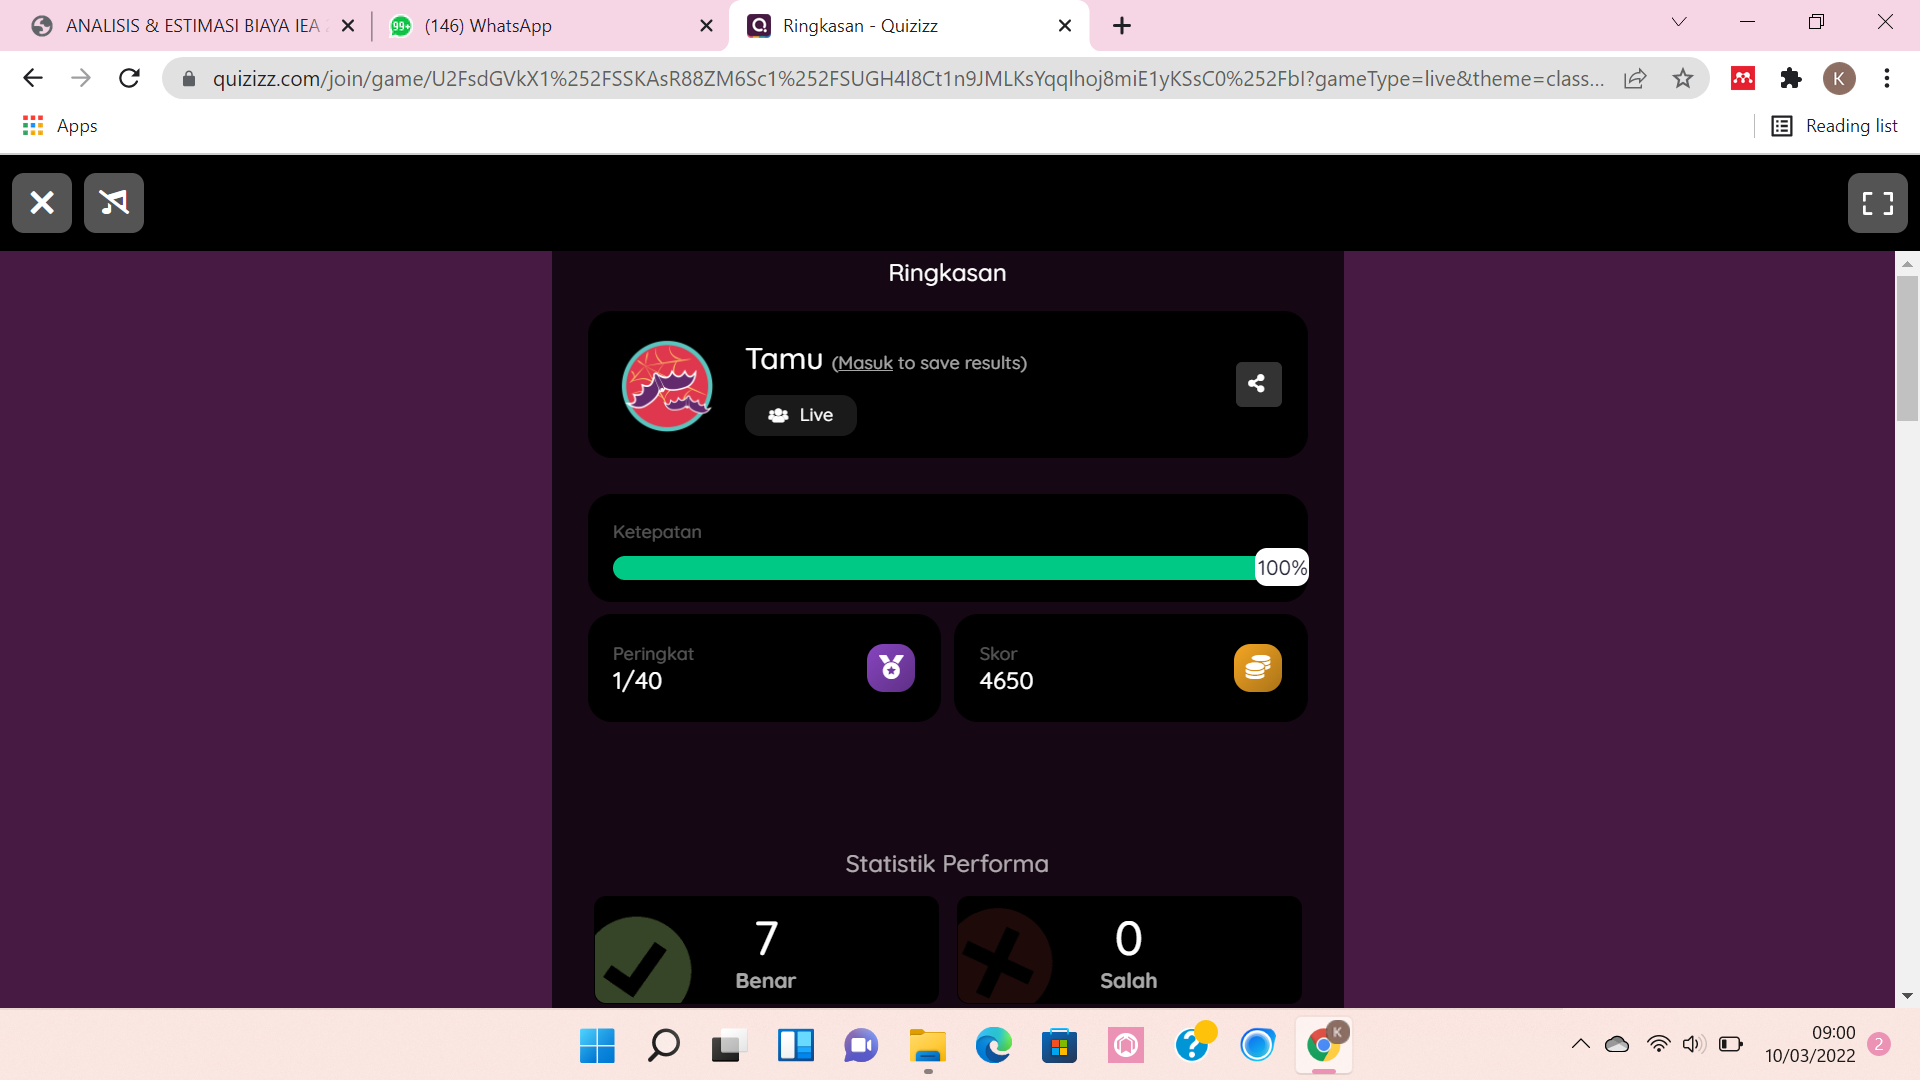 ANALISIS & ESTIMASI BIAYA IEA
99+
(146) WhatsApp
Ringkasan - Quizizz
quizizz.com/join/game/U2FsdGVkX1%252FSSKAsR88ZM6Sc1%252FSUGH4l8Ct1n9JMLKsYqqlhoj8miE1yKSsC0%252FbI?gameType=live&theme=class...
K
Apps
Reading list
Ringkasan
Tamu (Masuk to save results)
Live
Ketepatan
100%
Peringkat
1/40
Skor
4650
Statistik Performa
7
Benar
0
Salah
K
09:00
10/03/2022
2